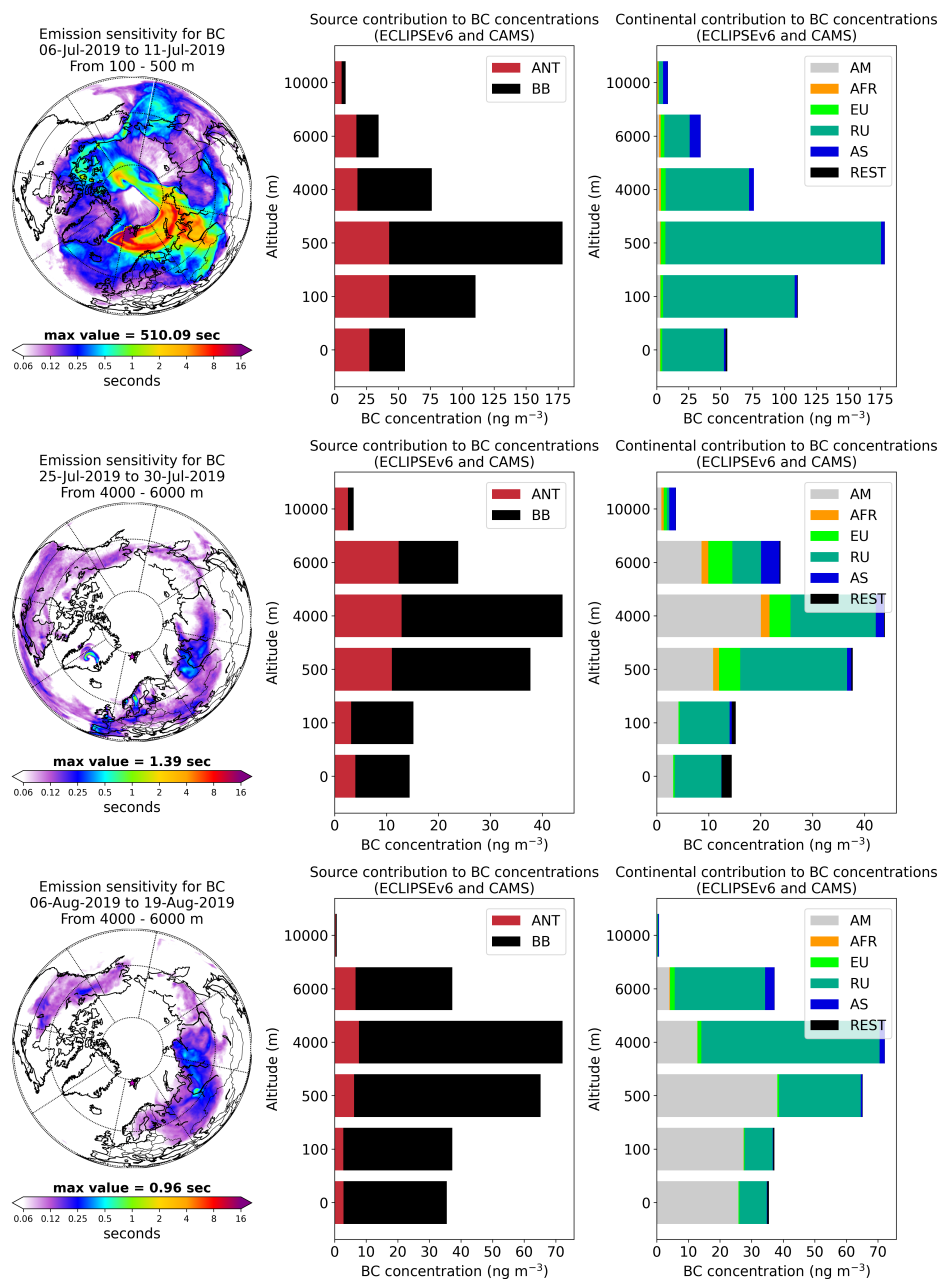 Emission sensitivity for BC
06-Jul-2019 to 11-Jul-2019
From 100 - 500 m
max value = 510.09 sec
0.06 0.12 0.25 0.5 1 2 4 8 16
seconds
Source contribution to BC concentrations
(ECLIPSEv6 and CAMS)
ANT
BB
Altitude (m)
10000
6000
4000
500
100
0
0 25 50 75 100 125 150 175
BC concentration (ng m⁻³)
Continental contribution to BC concentrations
(ECLIPSEv6 and CAMS)
AM
AFR
EU
RU
AS
REST
Altitude (m)
10000
6000
4000
500
100
0
0 25 50 75 100 125 150 175
BC concentration (ng m⁻³)
Emission sensitivity for BC
25-Jul-2019 to 30-Jul-2019
From 4000 - 6000 m
max value = 1.39 sec
0.06 0.12 0.25 0.5 1 2 4 8 16
seconds
Source contribution to BC concentrations
(ECLIPSEv6 and CAMS)
ANT
BB
Altitude (m)
10000
6000
4000
500
100
0
0 10 20 30 40
BC concentration (ng m⁻³)
Continental contribution to BC concentrations
(ECLIPSEv6 and CAMS)
AM
AFR
EU
RU
AS
REST
Altitude (m)
10000
6000
4000
500
100
0
0 10 20 30 40
BC concentration (ng m⁻³)
Emission sensitivity for BC
06-Aug-2019 to 19-Aug-2019
From 4000 - 6000 m
max value = 0.96 sec
0.06 0.12 0.25 0.5 1 2 4 8 16
seconds
Source contribution to BC concentrations
(ECLIPSEv6 and CAMS)
ANT
BB
Altitude (m)
10000
6000
4000
500
100
0
0 10 20 30 40 50 60 70
BC concentration (ng m⁻³)
Continental contribution to BC concentrations
(ECLIPSEv6 and CAMS)
AM
AFR
EU
RU
AS
REST
Altitude (m)
10000
6000
4000
500
100
0
0 10 20 30 40 50 60 70
BC concentration (ng m⁻³)